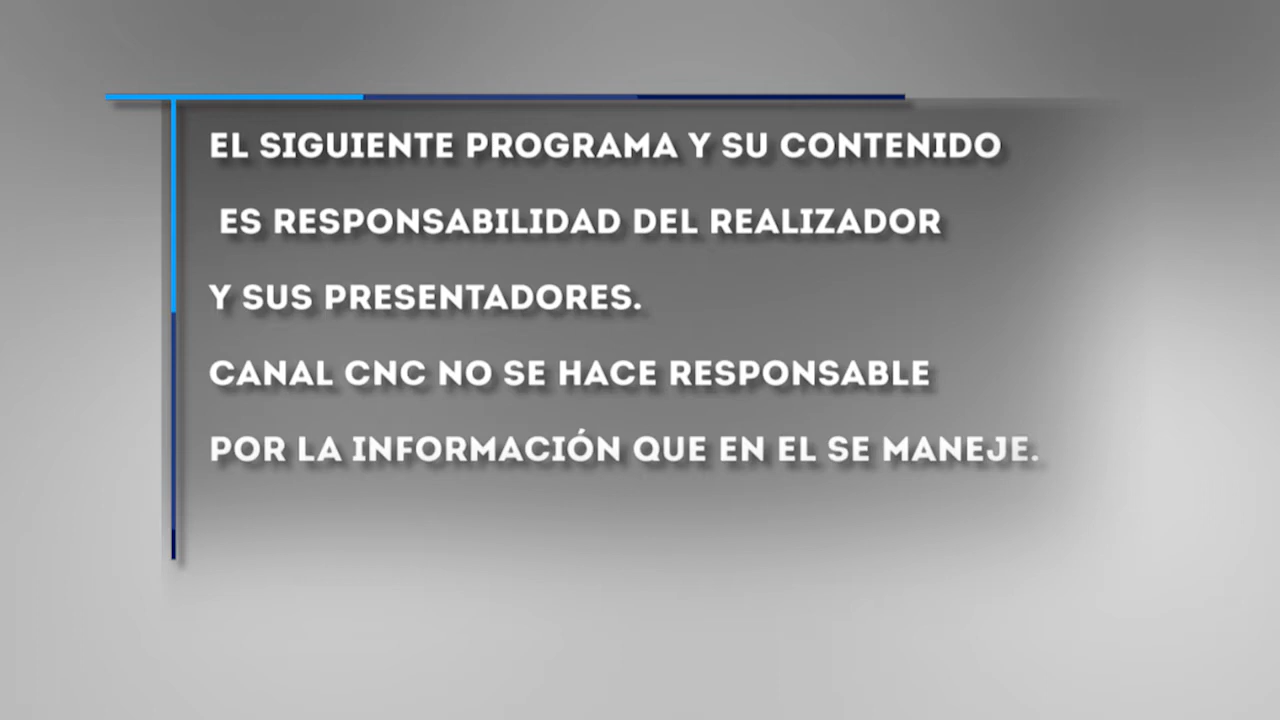 EL SIGUIENTE PROGRAMA Y SU CONTENIDO
ES RESPONSABILIDAD DEL REALIZADOR
Y SUS PRESENTADORES.
CANAL CNC NO SE HACE RESPONSABLE
POR LA INFORMACIÓN QUE EN EL SE MANEJE.